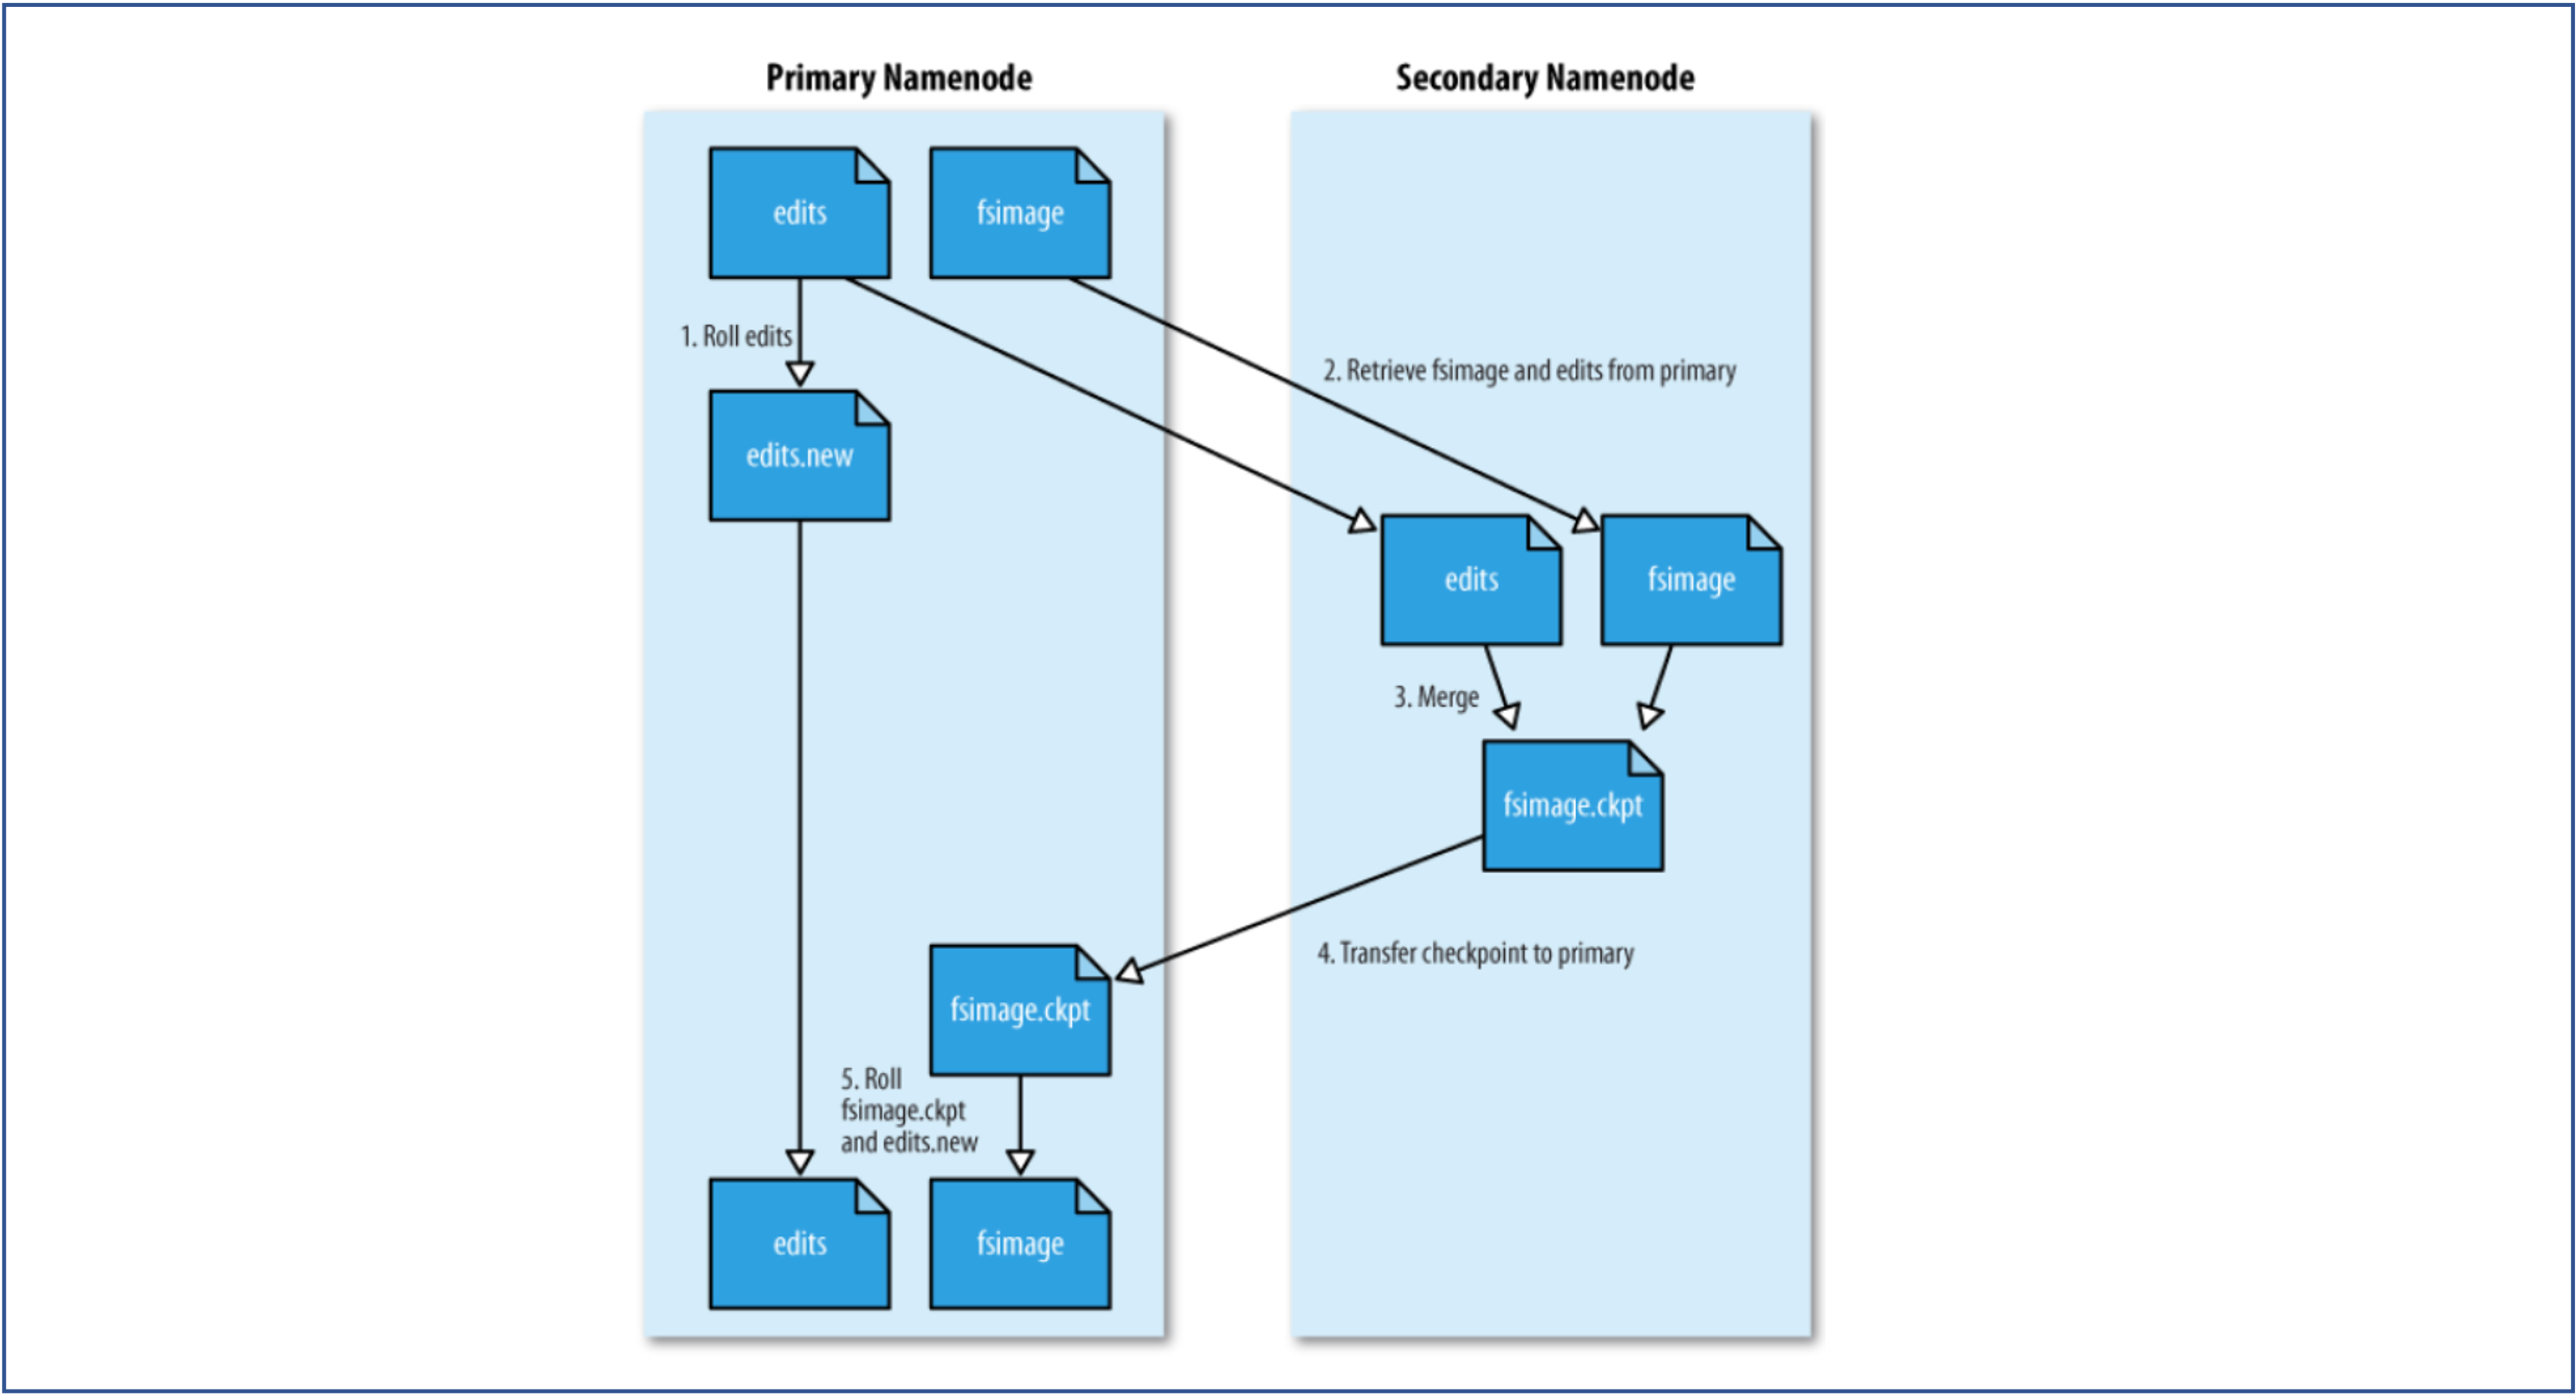 Primary Namenode
Secondary Namenode
edits
fsimage
1. Roll edits
2. Retrieve fsimage and edits from primary
edits.new
edits
fsimage
3. Merge
fsimage.ckpt
4. Transfer checkpoint to primary
fsimage.ckpt
5. Roll
fsimage.ckpt
and edits.new
edits
fsimage